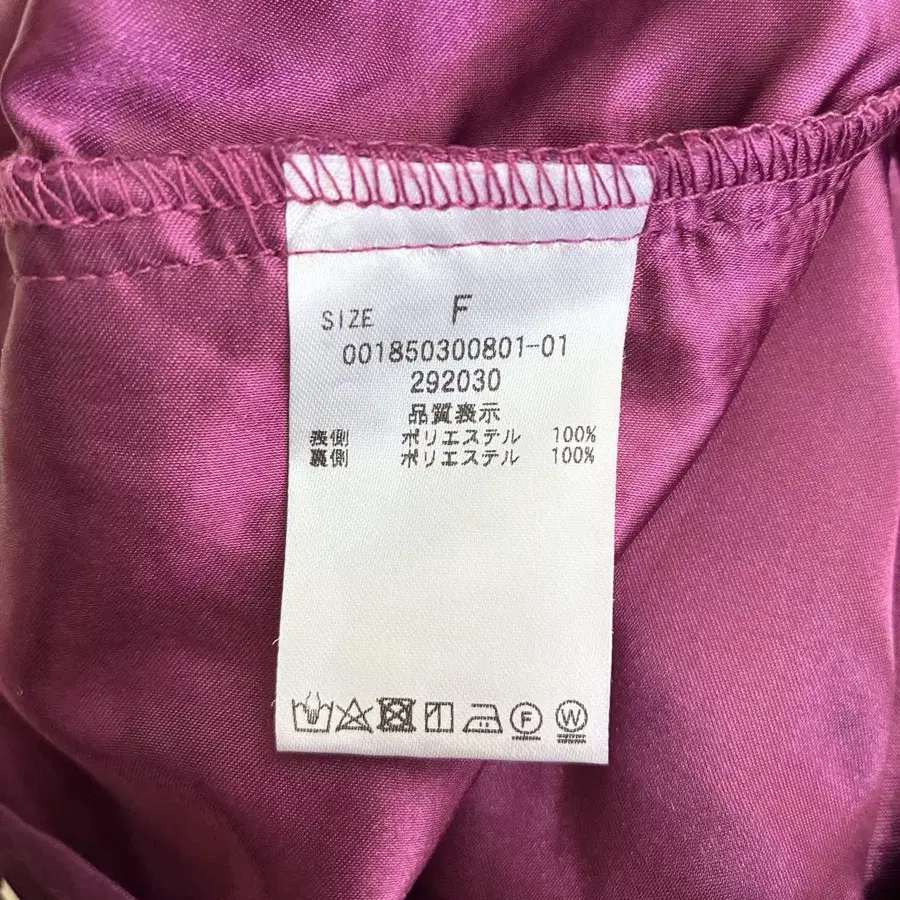 SIZE F
001850300801-01
292030
品質表示
表側 ポリエステル 100%
裏側 ポリエステル 100%
F W